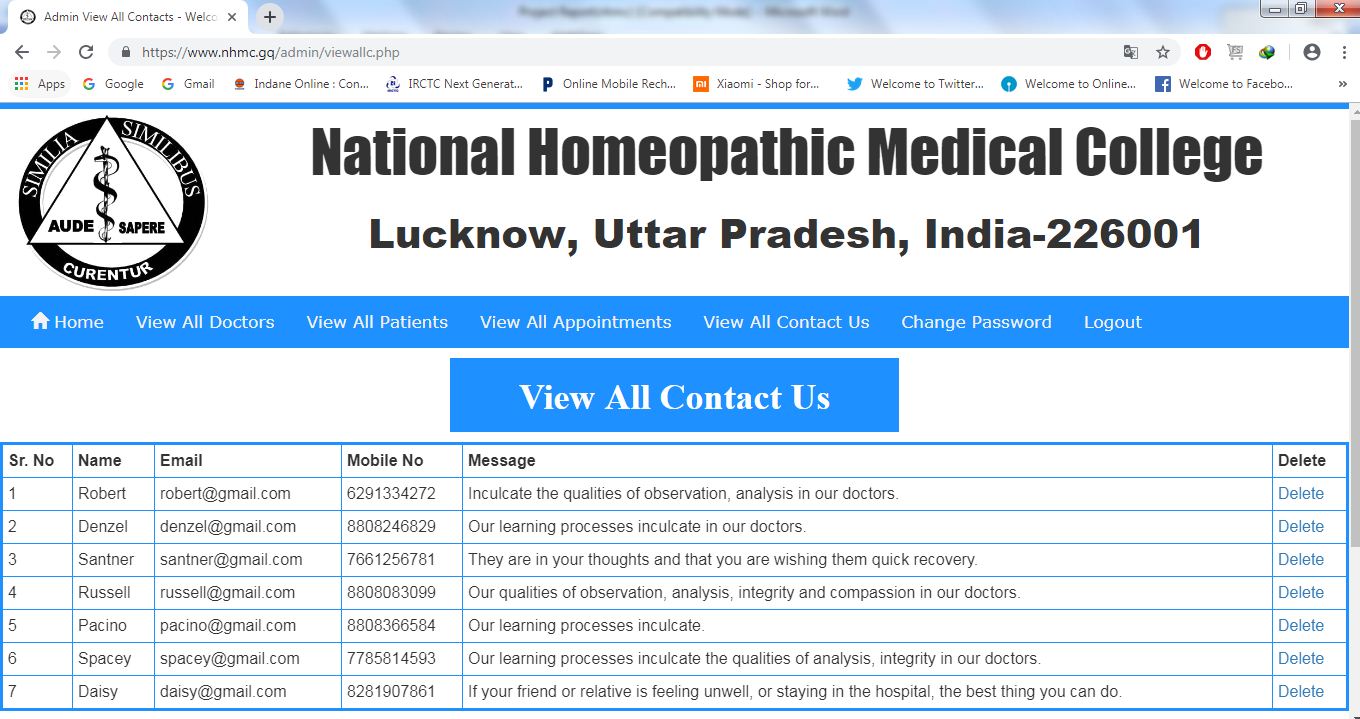 Admin View All Contacts - Welco
https://www.nhmc.gq/admin/viewallc.php
Apps Google Gmail Indane Online : Con... IRCTC Next Generat... Online Mobile Rech... Xiaomi - Shop for... Welcome to Twitter... Welcome to Online... Welcome to Facebo... »
SIMILIA SIMILIBUS
AUDE SAPERE
CURENTUR
National Homeopathic Medical College
Lucknow, Uttar Pradesh, India-226001
Home View All Doctors View All Patients View All Appointments View All Contact Us Change Password Logout
View All Contact Us
Sr. No Name Email Mobile No Message Delete
1 Robert robert@gmail.com 6291334272 Inculcate the qualities of observation, analysis in our doctors. Delete
2 Denzel denzel@gmail.com 8808246829 Our learning processes inculcate in our doctors. Delete
3 Santner santner@gmail.com 7661256781 They are in your thoughts and that you are wishing them quick recovery. Delete
4 Russell russell@gmail.com 8808083099 Our qualities of observation, analysis, integrity and compassion in our doctors. Delete
5 Pacino pacino@gmail.com 8808366584 Our learning processes inculcate. Delete
6 Spacey spacey@gmail.com 7785814593 Our learning processes inculcate the qualities of analysis, integrity in our doctors. Delete
7 Daisy daisy@gmail.com 8281907861 If your friend or relative is feeling unwell, or staying in the hospital, the best thing you can do. Delete